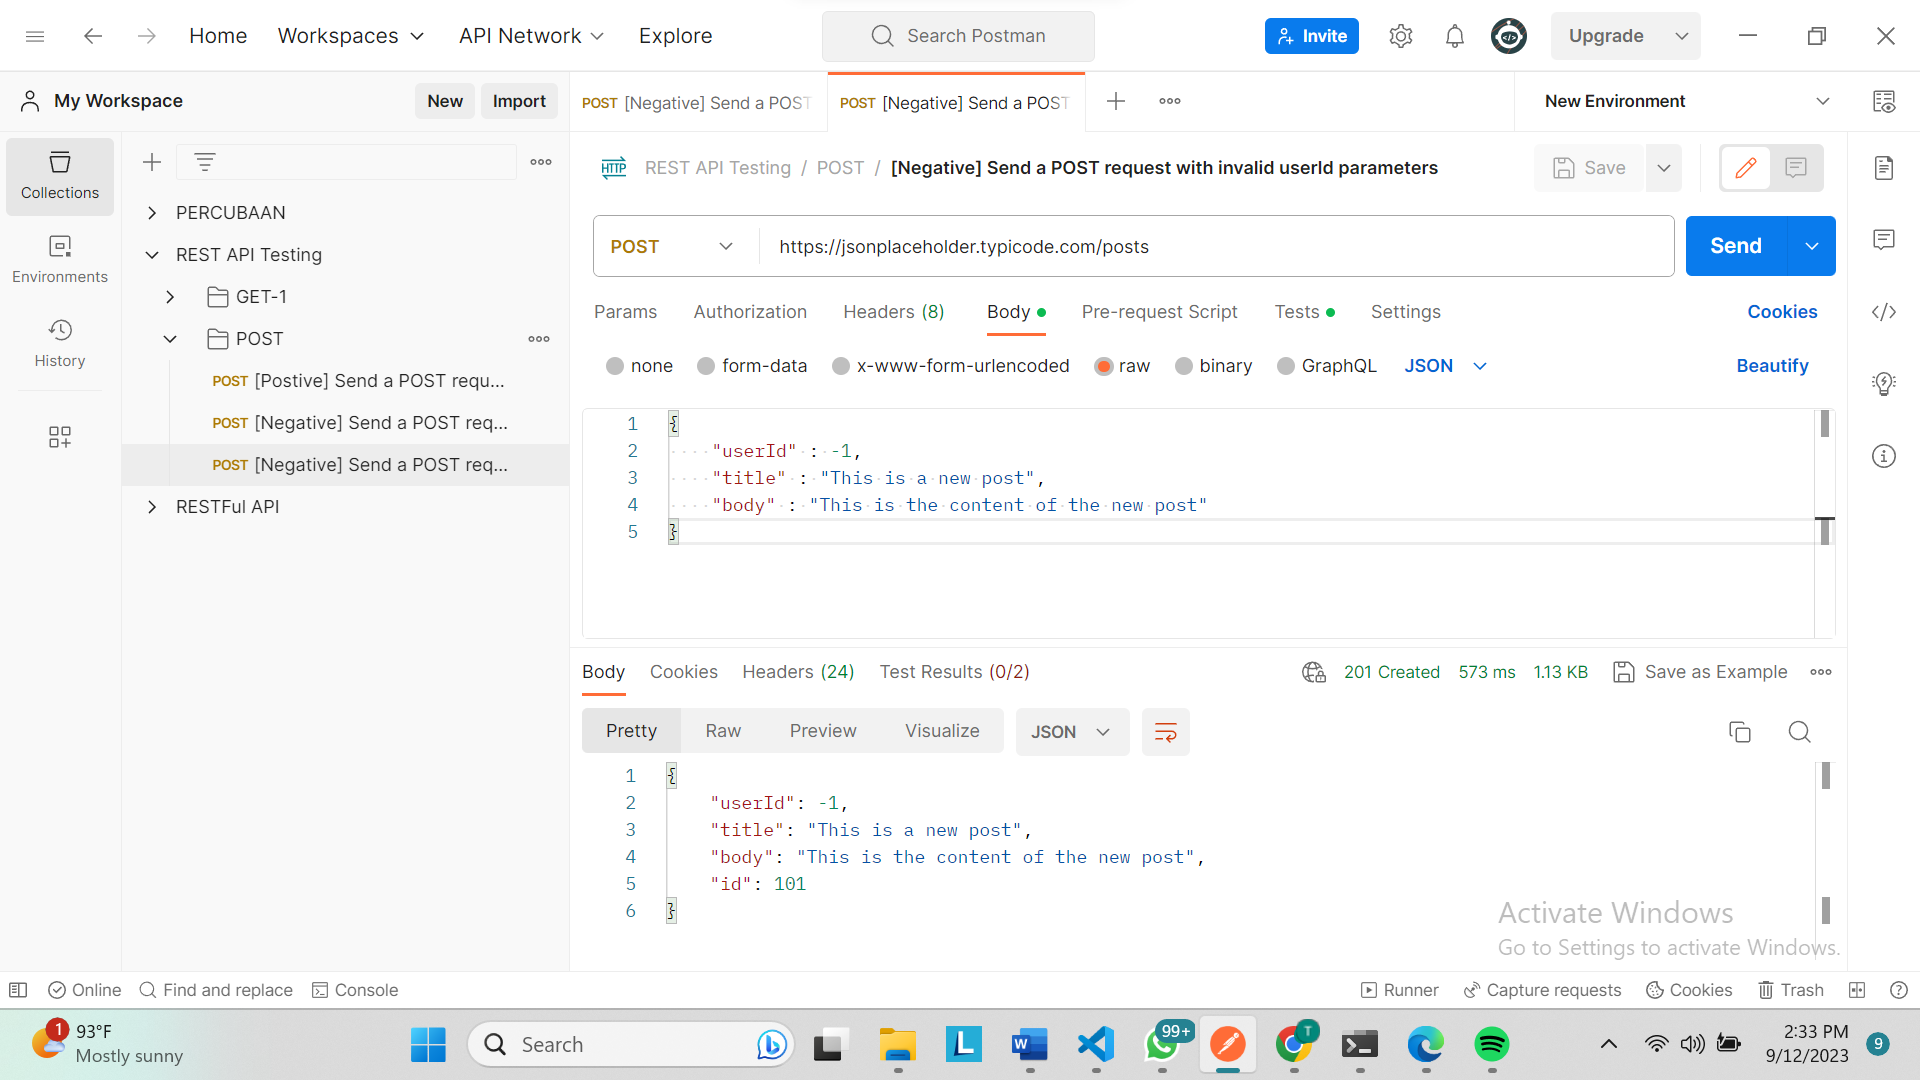 Home Workspaces API Network Explore Search Postman Invite Upgrade
My Workspace New Import POST [Negative] Send a POST POST [Negative] Send a POST New Environment
Collections
Environments
History
PERCUBAAN
REST API Testing
GET-1
POST
POST [Postive] Send a POST requ...
POST [Negative] Send a POST req...
POST [Negative] Send a POST req...
RESTFul API
HTTP REST API Testing / POST / [Negative] Send a POST request with invalid userId parameters Save
POST https://jsonplaceholder.typicode.com/posts Send
Params Authorization Headers (8) Body Pre-request Script Tests Settings Cookies
none form-data x-www-form-urlencoded raw binary GraphQL JSON Beautify
1 {
2 "userId" : -1,
3 "title" : "This is a new post",
4 "body" : "This is the content of the new post"
5 }
Body Cookies Headers (24) Test Results (0/2) 201 Created 573 ms 1.13 KB Save as Example
Pretty Raw Preview Visualize JSON
1 {
2 "userId": -1,
3 "title": "This is a new post",
4 "body": "This is the content of the new post",
5 "id": 101
6 }
Activate Windows
Go to Settings to activate Windows.
Online Find and replace Console Runner Capture requests Cookies Trash
1 93°F
Mostly sunny
Search
L
W
99+
T
2:33 PM
9/12/2023
9